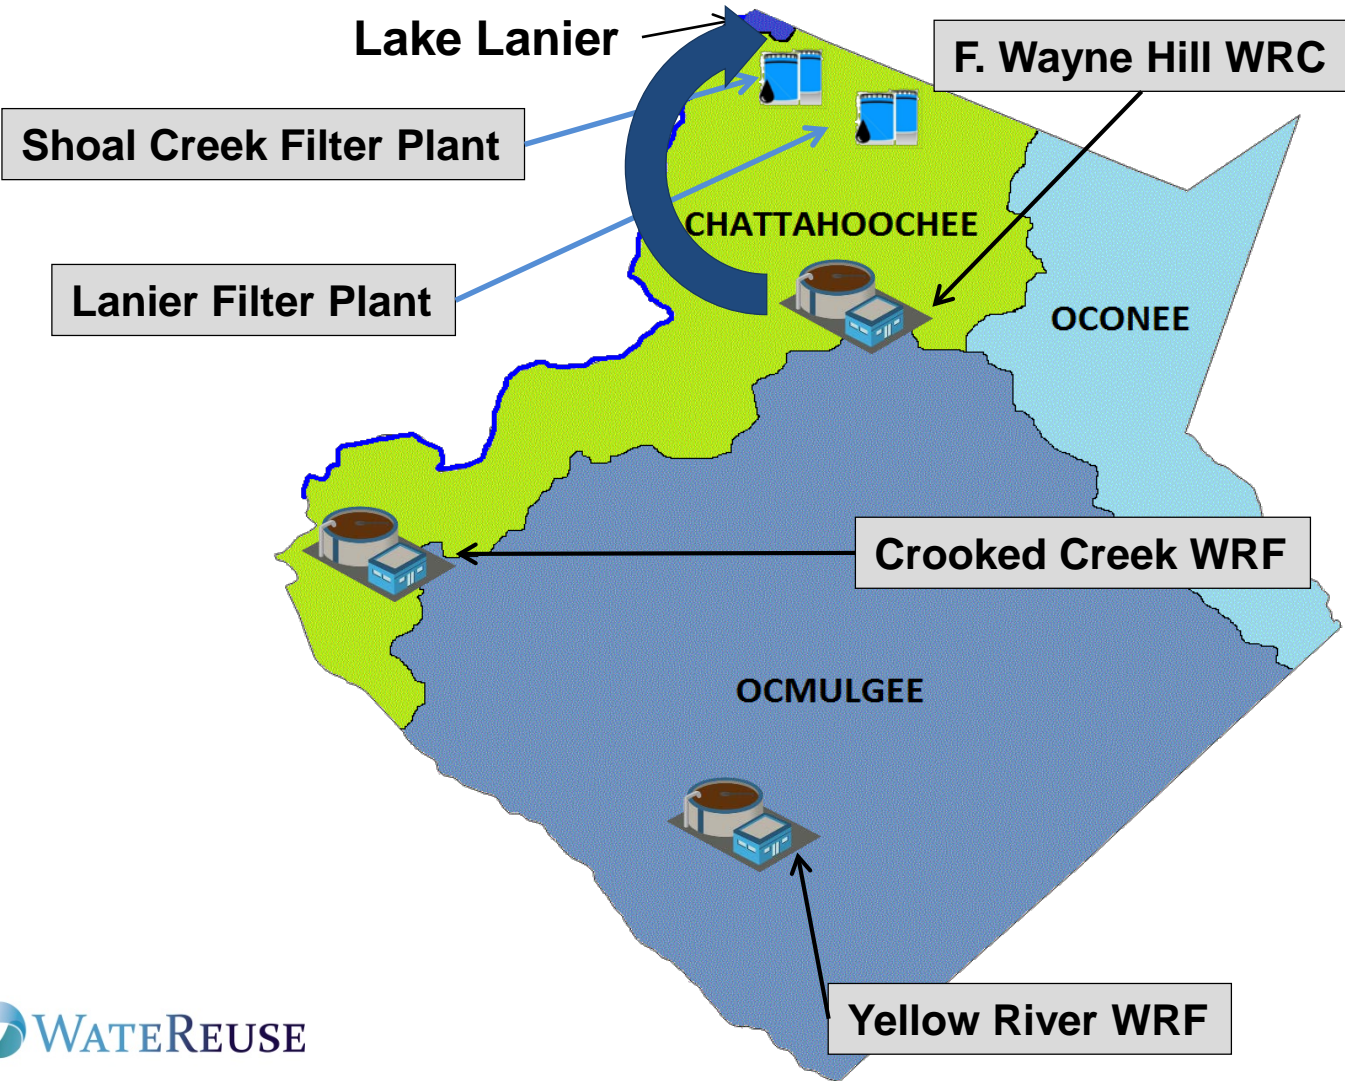 Lake Lanier
F. Wayne Hill WRC
Shoal Creek Filter Plant
CHATTAHOOCHEE
Lanier Filter Plant
OCONEE
Crooked Creek WRF
OCMULGEE
Yellow River WRF
WATEREUSE